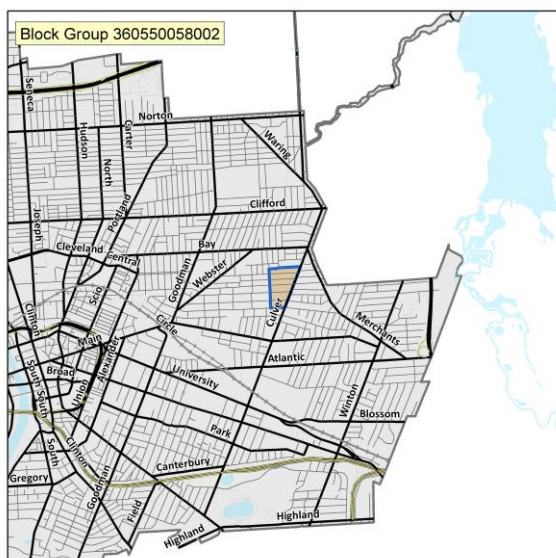 Block Group 360550058002
Seneca
Hudson
North
Carter
Norton
Waring
Portland
Joseph
Clifford
Cleveland
Central
Bay
Goodman
Webster
Scio
Clinton
Culver
Circle
Merchants
Main
Alexander
Atlantic
Broad
Union
University
South
South
Winton
Blossom
Park
South
Clinton
Canterbury
Gregory
Goodman
Field
Highland
Highland